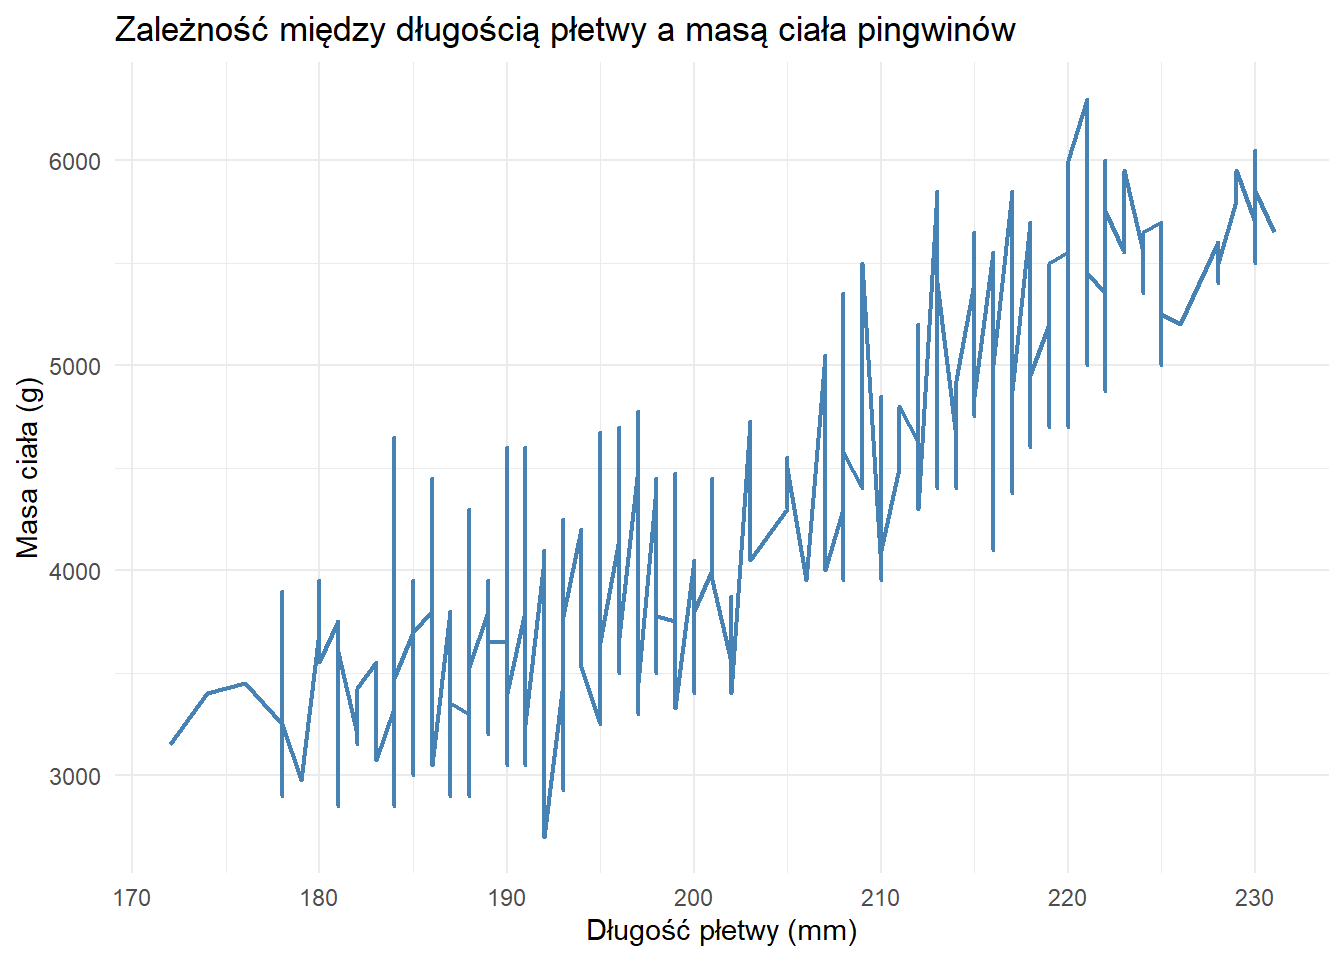 Zależność między długością płetwy a masą ciała pingwinów
Masa ciała (g)
6000
5000
4000
3000
170 180 190 200 210 220 230
Długość płetwy (mm)